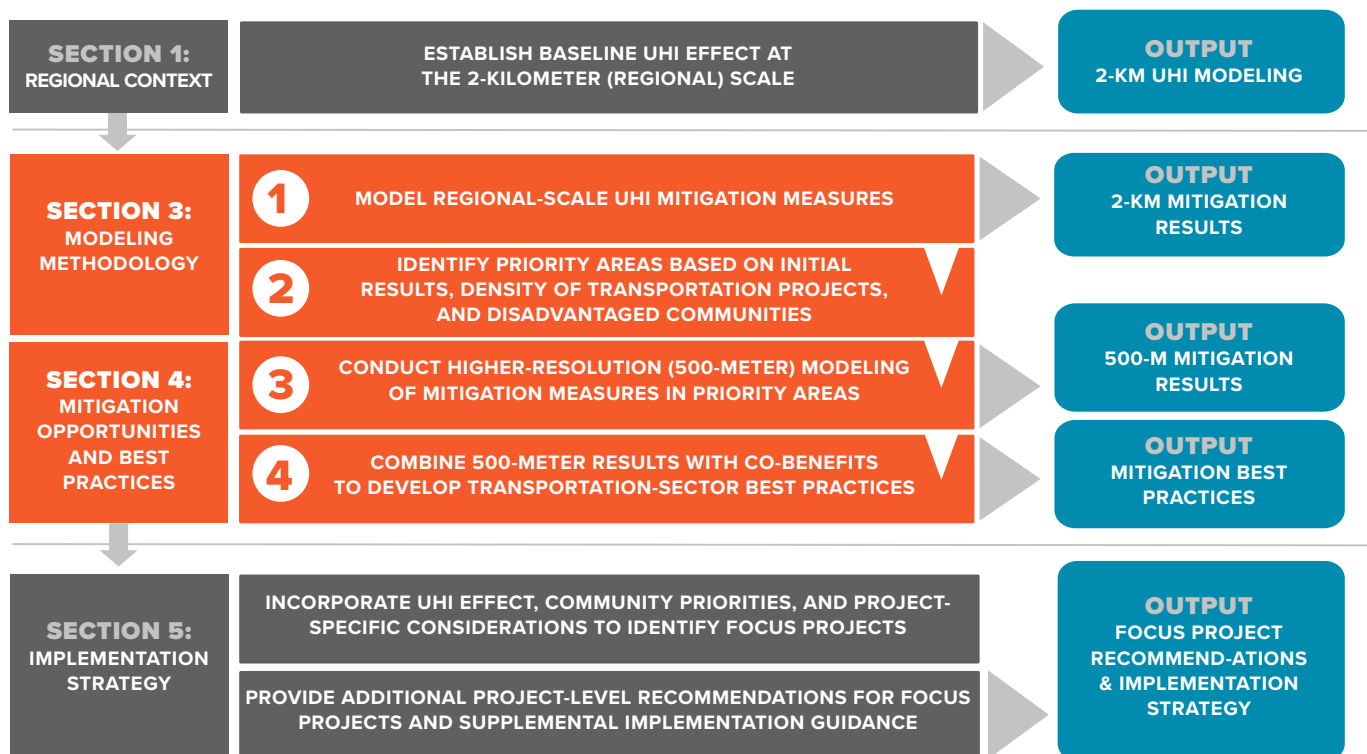 SECTION 1:
REGIONAL CONTEXT
ESTABLISH BASELINE UHI EFFECT AT
THE 2-KILOMETER (REGIONAL) SCALE
OUTPUT
2-KM UHI MODELING
SECTION 3:
MODELING
METHODOLOGY
1
MODEL REGIONAL-SCALE UHI MITIGATION MEASURES
OUTPUT
2-KM MITIGATION
RESULTS
2
IDENTIFY PRIORITY AREAS BASED ON INITIAL
RESULTS, DENSITY OF TRANSPORTATION PROJECTS,
AND DISADVANTAGED COMMUNITIES
SECTION 4:
MITIGATION
OPPORTUNITIES
AND BEST
PRACTICES
3
CONDUCT HIGHER-RESOLUTION (500-METER) MODELING
OF MITIGATION MEASURES IN PRIORITY AREAS
OUTPUT
500-M MITIGATION
RESULTS
4
COMBINE 500-METER RESULTS WITH CO-BENEFITS
TO DEVELOP TRANSPORTATION-SECTOR BEST PRACTICES
OUTPUT
MITIGATION BEST
PRACTICES
SECTION 5:
IMPLEMENTATION
STRATEGY
INCORPORATE UHI EFFECT, COMMUNITY PRIORITIES, AND PROJECT-
SPECIFIC CONSIDERATIONS TO IDENTIFY FOCUS PROJECTS
PROVIDE ADDITIONAL PROJECT-LEVEL RECOMMENDATIONS FOR FOCUS
PROJECTS AND SUPPLEMENTAL IMPLEMENTATION GUIDANCE
OUTPUT
FOCUS PROJECT
RECOMMEND-ATIONS
& IMPLEMENTATION
STRATEGY